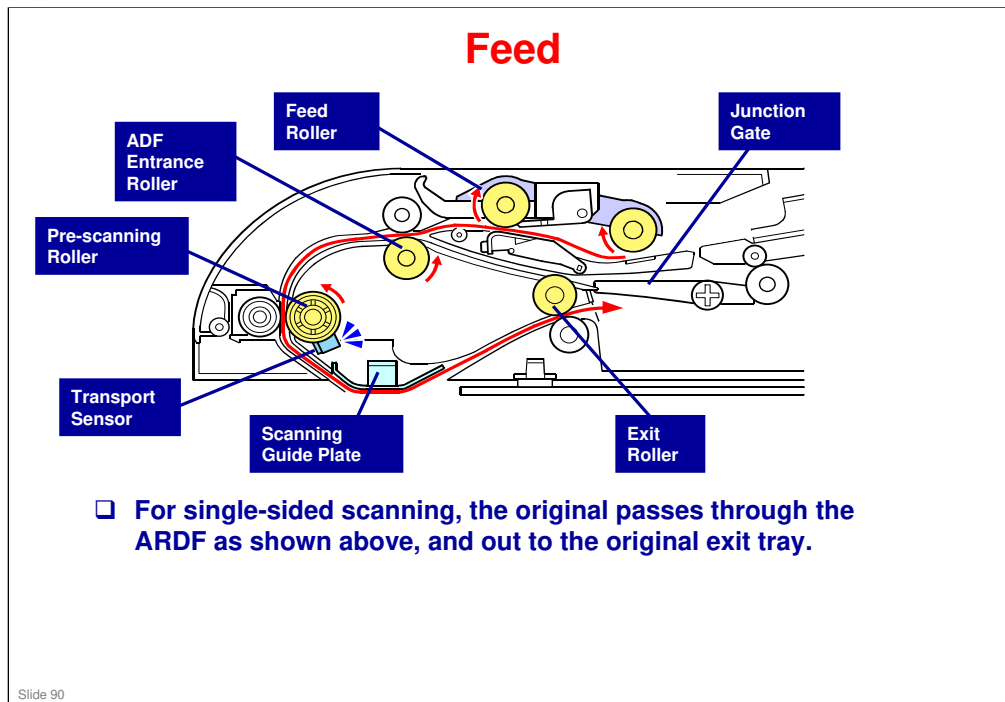 Feed
Feed
Roller
Junction
Gate
ADF
Entrance
Roller
Pre-scanning
Roller
Transport
Sensor
Scanning
Guide Plate
Exit
Roller
❑ For single-sided scanning, the original passes through the
ARDF as shown above, and out to the original exit tray.
Slide 90